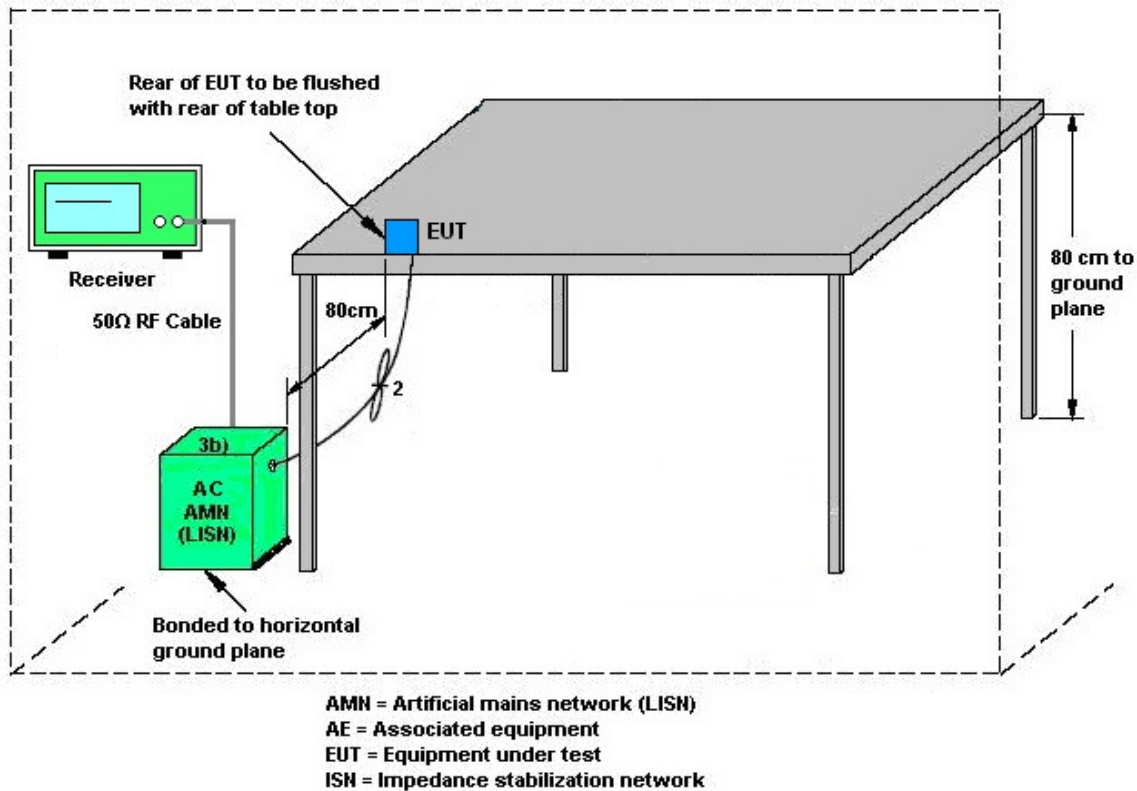 Rear of EUT to be flushed
with rear of table top
EUT
Receiver
80 cm to
ground
plane
80cm
50Ω RF Cable
2
3b)
AC
AMN
(LISN)
Bonded to horizontal
ground plane
AMN = Artificial mains network (LISN)
AE = Associated equipment
EUT = Equipment under test
ISN = Impedance stabilization network